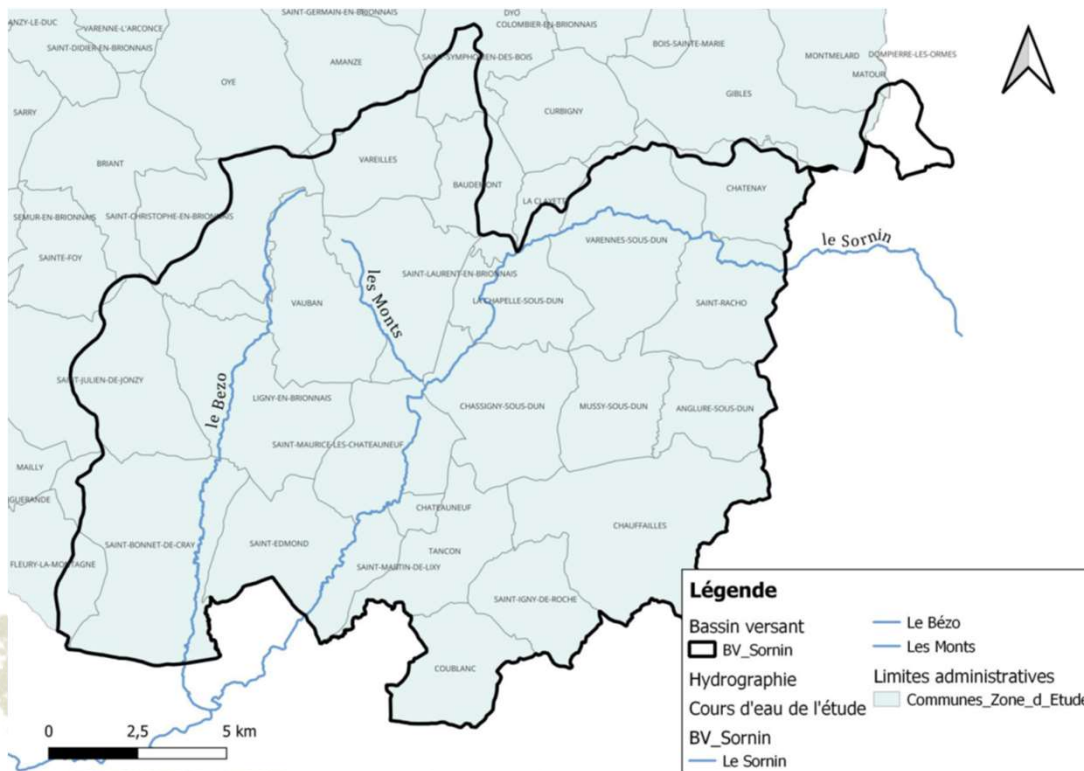 DYO
SAINT-GERMAIN-EN-BRIONNAIS
ANZY-LE-DUC
COLOMBIER-EN-BRIONNAIS
VARENNE-L'ARCONCE
BOIS-SAINTE-MARIE
SAINT-DIDIER-EN-BRIONNAIS
MONTMELARD
DOMPIERRE-LES-ORMES
AMANZE
MATOUR
OYE
GIBLES
SARRY
CURBIGNY
BRIANT
VAREILLES
BAUDEMONT
CHATENAY
LA CLAYETTE
SEMUR-EN-BRIONNAIS
SAINT-CHRISTOPHE-EN-BRIONNAIS
VARENNES-SOUS-DUN
le Sornin
SAINTE-FOY
SAINT-LAURENT-EN-BRIONNAIS
les Monts
VAUBAN
LA CHAPELLE-SOUS-DUN
SAINT-RACHO
SAINT-JULIEN-DE-JONZY
le Bezo
LIGNY-EN-BRIONNAIS
CHASSIGNY-SOUS-DUN
MUSSY-SOUS-DUN
ANGLURE-SOUS-DUN
SAINT-MAURICE-LES-CHATEAUNEUF
MAILLY
GUERANDE
CHATEAUNEUF
CHAUFFAILLES
SAINT-BONNET-DE-CRAY
SAINT-EDMOND
TANCON
FLEURY-LA-MONTAGNE
SAINT-MARTIN-DE-LIXY
SAINT-IGNY-DE-ROCHE
COUBLANC
Légende
Bassin versant
BV_Sornin
Hydrographie
Cours d'eau de l'étude
BV_Sornin
Le Sornin
Le Bézo
Les Monts
Limites administratives
Communes_Zone_d_Etude
0 2,5 5 km